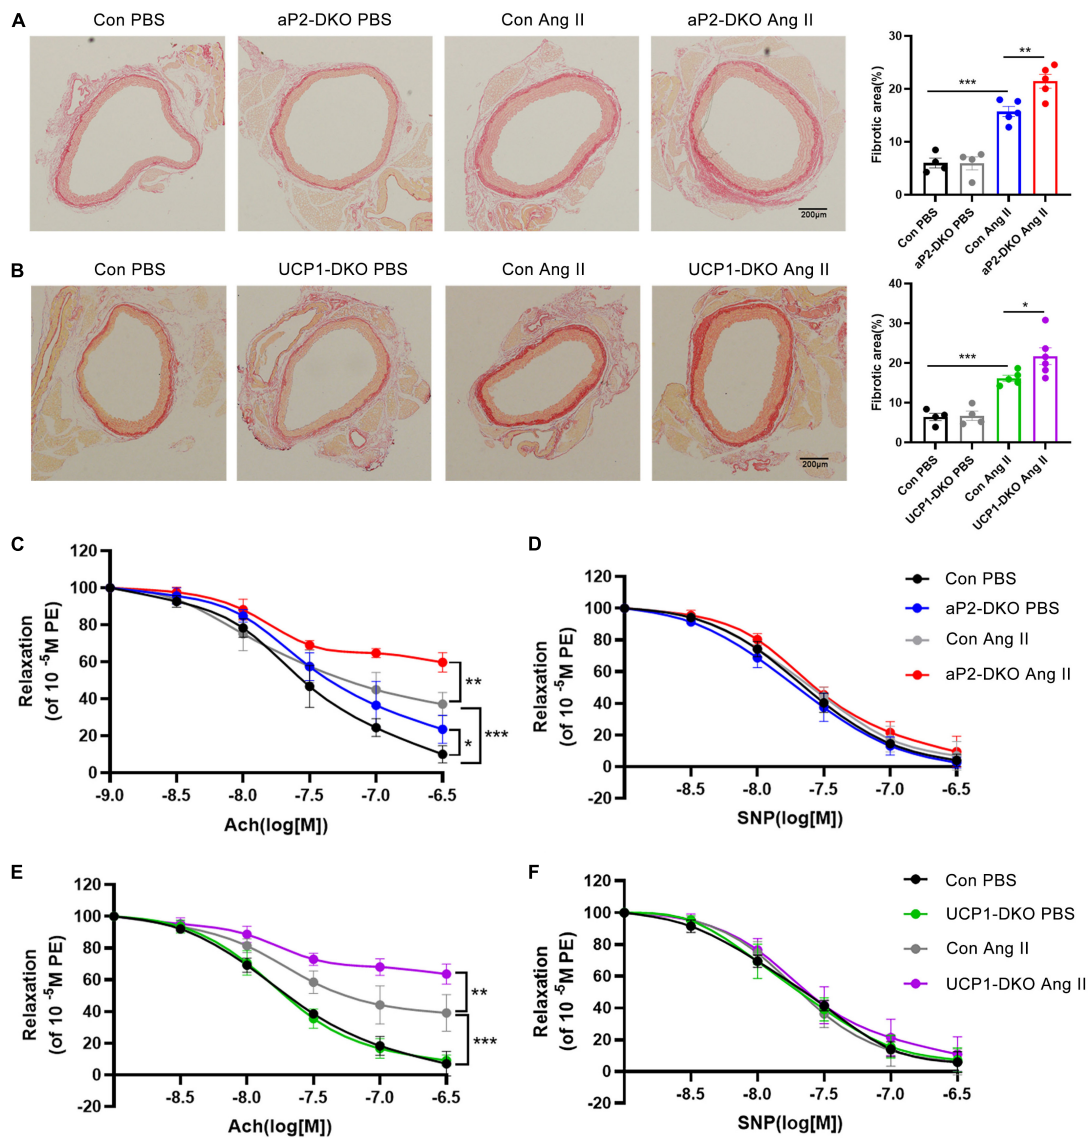 A
Con PBS
aP2-DKO PBS
Con Ang II
aP2-DKO Ang II
200μm
Fibrotic area(%)
30
20
10
0
***
**
Con PBS
aP2-DKO PBS
Con Ang II
aP2-DKO Ang II
B
Con PBS
UCP1-DKO PBS
Con Ang II
UCP1-DKO Ang II
200μm
Fibrotic area(%)
40
30
20
10
0
***
*
Con PBS
UCP1-DKO PBS
Con Ang II
UCP1-DKO Ang II
C
Relaxation
(of 10 -5M PE)
120
100
80
60
40
20
0
-9.0 -8.5 -8.0 -7.5 -7.0 -6.5
Ach(log[M])
**
***
*
D
Relaxation
(of 10 -5M PE)
120
100
80
60
40
20
0
-20
-8.5 -8.0 -7.5 -7.0 -6.5
SNP(log[M])
Con PBS
aP2-DKO PBS
Con Ang II
aP2-DKO Ang II
E
Relaxation
(of 10 -5M PE)
120
100
80
60
40
20
0
-20
-8.5 -8.0 -7.5 -7.0 -6.5
Ach(log[M])
**
***
F
Relaxation
(of 10 -5M PE)
120
100
80
60
40
20
0
-20
-8.5 -8.0 -7.5 -7.0 -6.5
SNP(log[M])
Con PBS
UCP1-DKO PBS
Con Ang II
UCP1-DKO Ang II